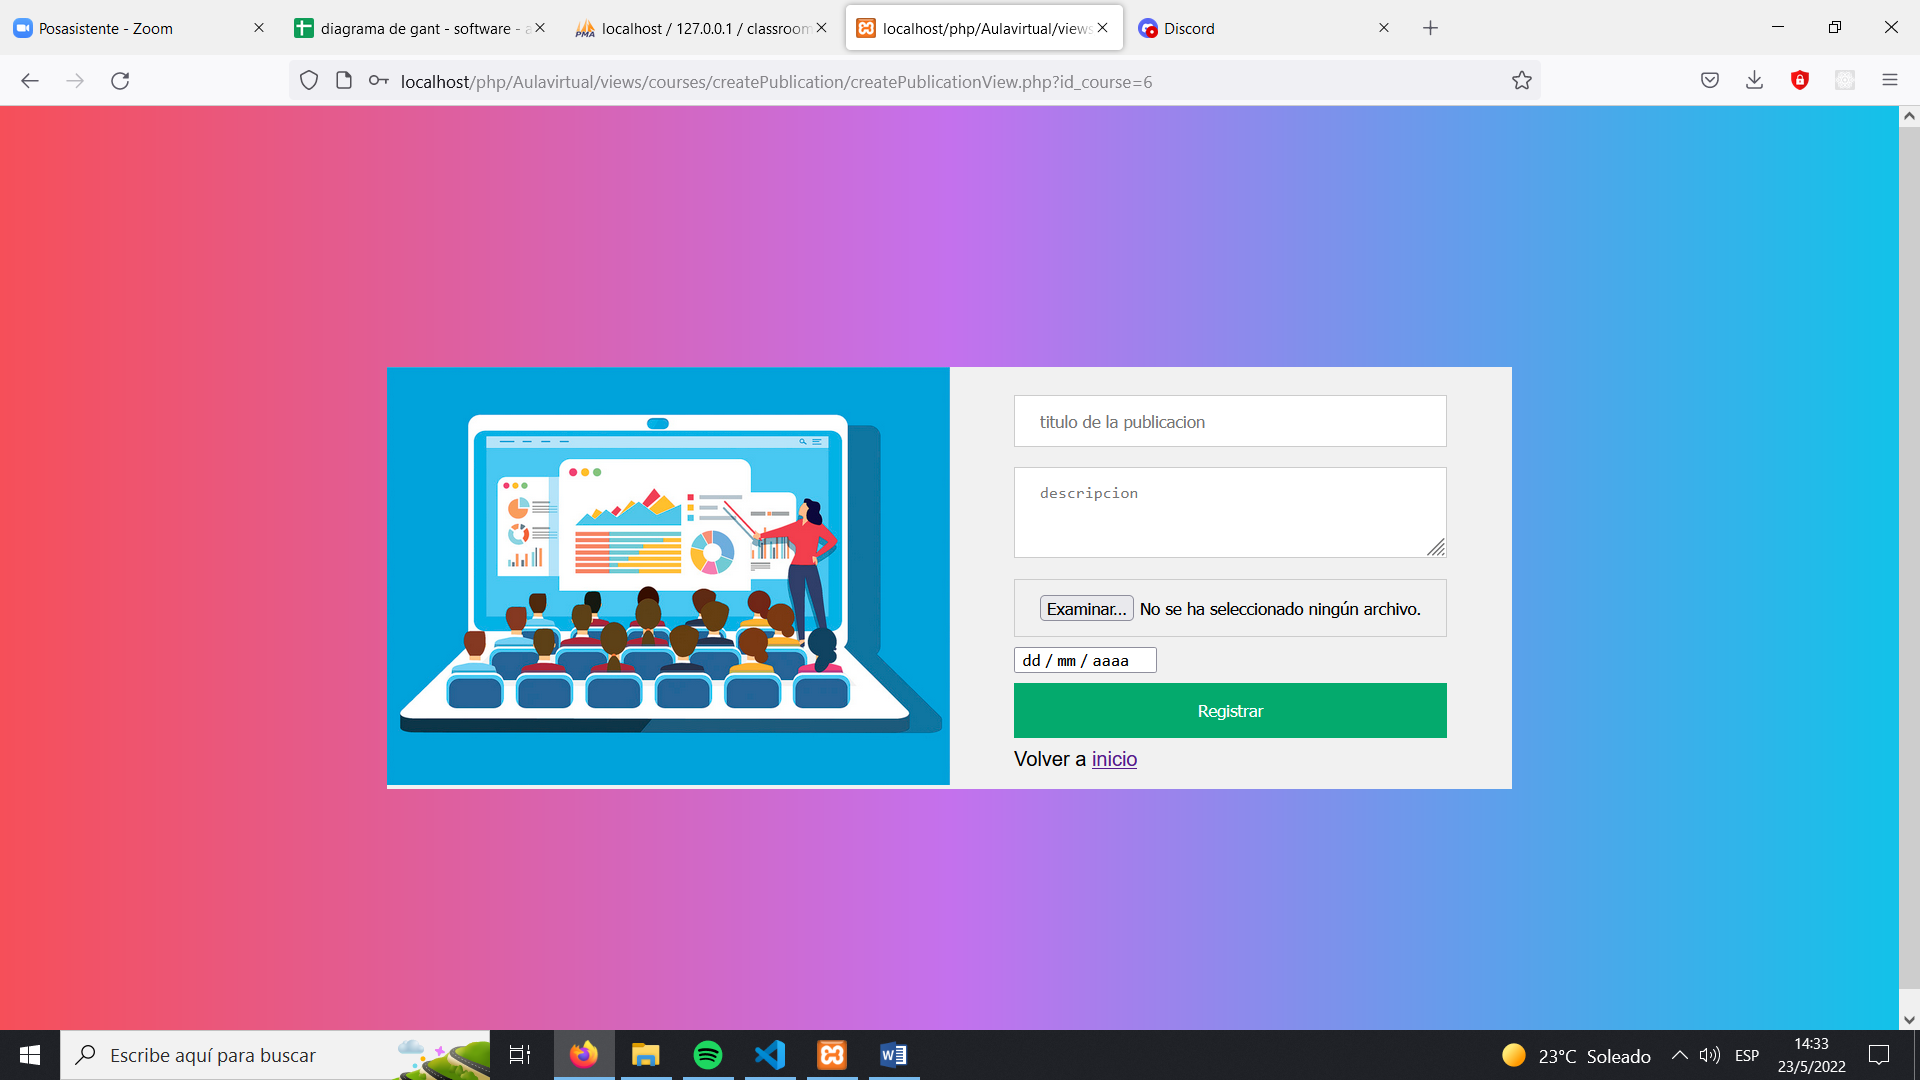 Posasistente - Zoom
diagrama de gant - software - a
localhost / 127.0.0.1 / classroom
localhost/php/Aulavirtual/views
Discord
localhost/php/Aulavirtual/views/courses/createPublication/createPublicationView.php?id_course=6
titulo de la publicacion
descripcion
Examinar... No se ha seleccionado ningún archivo.
dd / mm / aaaa
Registrar
Volver a inicio
Escribe aquí para buscar
23°C Soleado
ESP
14:33
23/5/2022